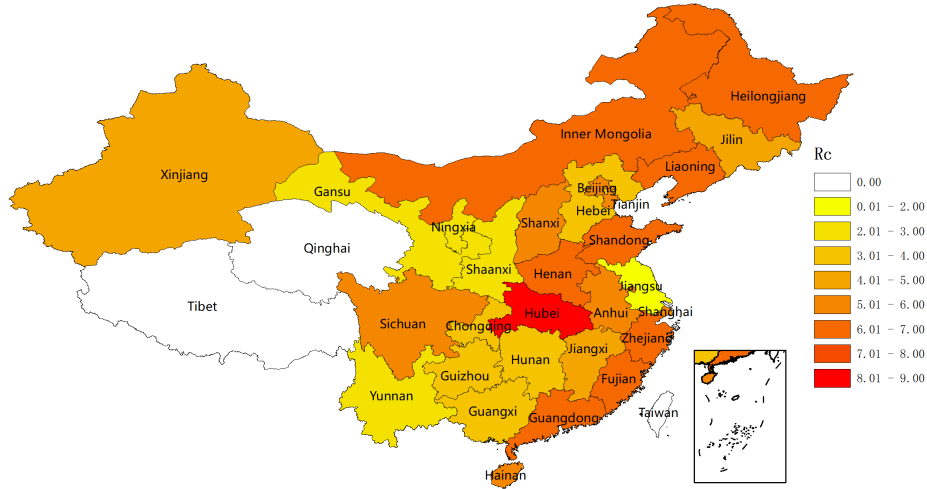 Heilongjiang
Inner Mongolia
Jilin
Rc
Liaoning
Xinjiang
0.00
Gansu
Beijing
Tianjin
0.01 - 2.00
Hebei
Shanxi
Ningxia
2.01 - 3.00
Qinghai
Shandong
3.01 - 4.00
Shaanxi
Henan
4.01 - 5.00
Jiangsu
Tibet
5.01 - 6.00
Hubei
Anhui
Shanghai
Sichuan
Chongqing
6.01 - 7.00
Zhejiang
Jiangxi
7.01 - 8.00
Hunan
Guizhou
Fujian
8.01 - 9.00
Yunnan
Guangxi
Guangdong
Taiwan
Hainan